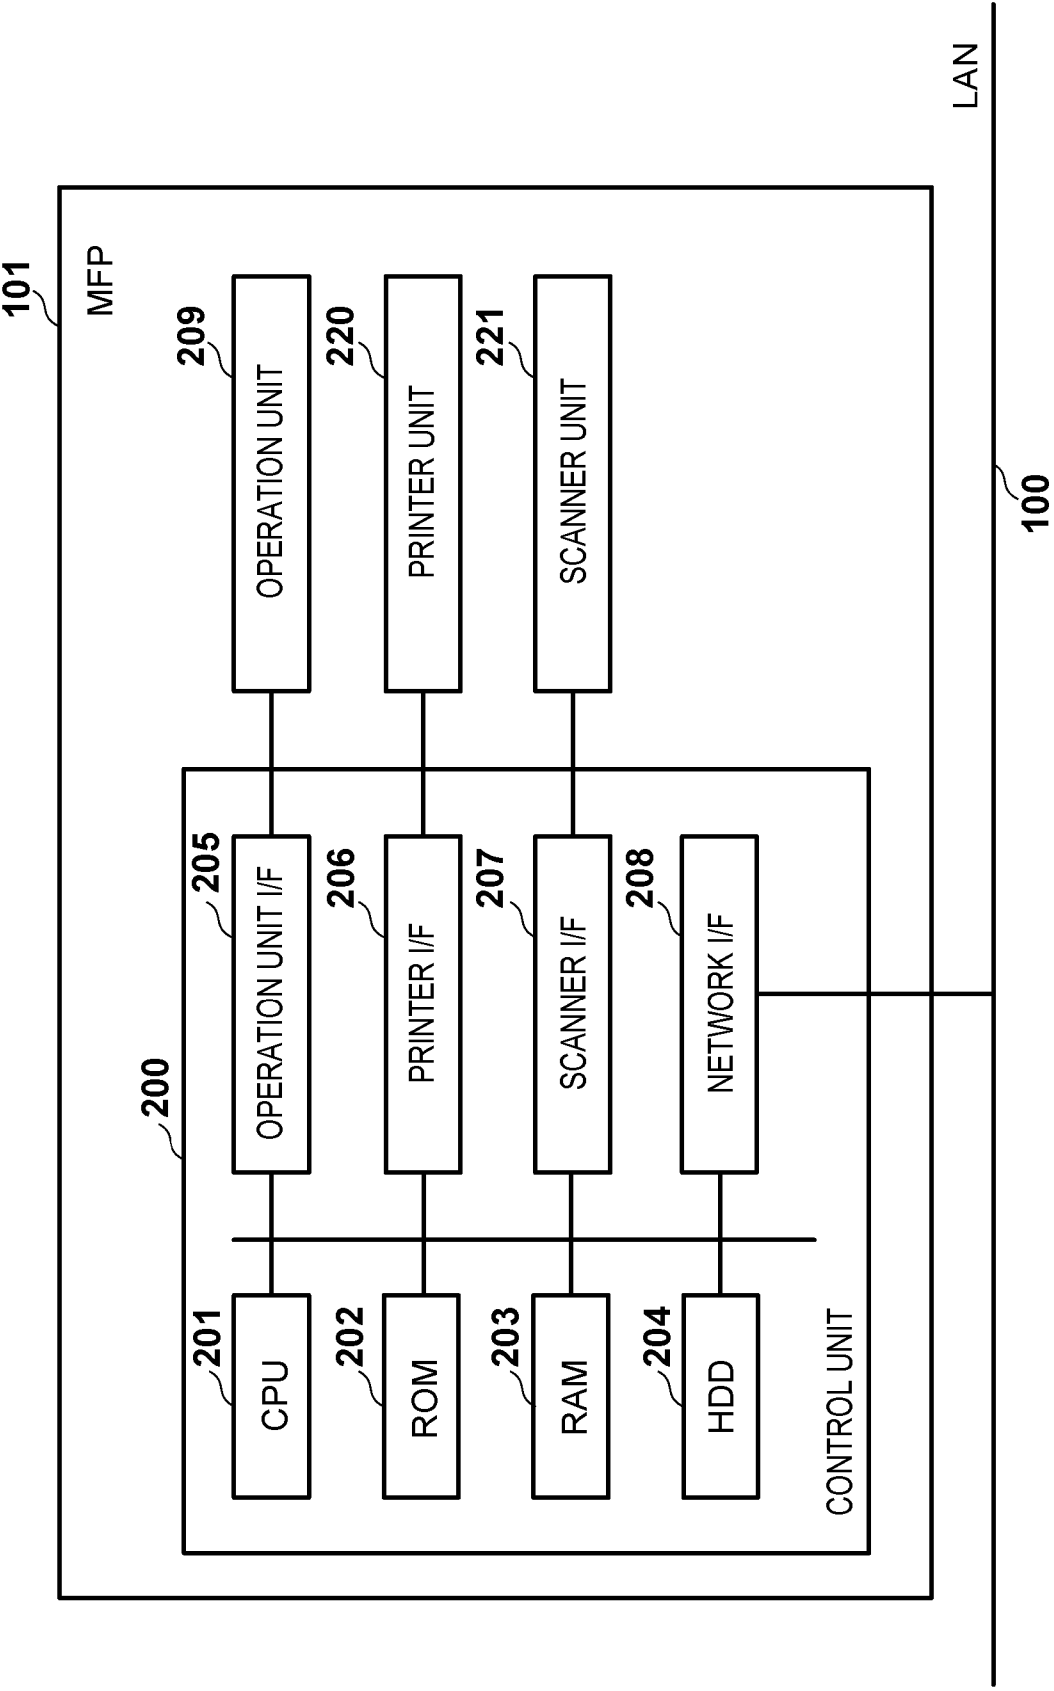 101
MFP
200
201
CPU
205
OPERATION UNIT I/F
209
OPERATION UNIT
202
ROM
206
PRINTER I/F
220
PRINTER UNIT
203
RAM
207
SCANNER I/F
221
SCANNER UNIT
204
HDD
208
NETWORK I/F
CONTROL UNIT
LAN
100